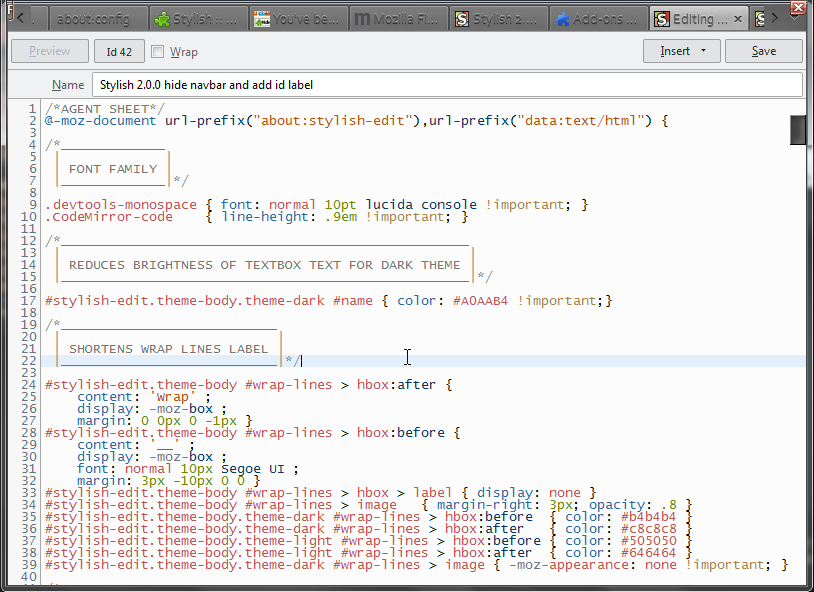 about:config
Stylish :: ...
You've be...
Mozilla Fi...
Stylish 2....
Add-ons ...
Editing ...
Preview Id 42 Wrap Insert Save
Name Stylish 2.0.0 hide navbar and add id label
1 /*AGENT SHEET*/
2 @-moz-document url-prefix("about:stylish-edit"),url-prefix("data:text/html") {
3
4 /*_____________
5
6 | FONT FAMILY |
7 |_____________|*/
8
9 .devtools-monospace { font: normal 10pt lucida console !important; }
10 .CodeMirror-code    { line-height: .9em !important; }
11
12 /*___________________________________________________
13
14 | REDUCES BRIGHTNESS OF TEXTBOX TEXT FOR DARK THEME |
15 |___________________________________________________|*/
16
17 #stylish-edit.theme-body.theme-dark #name { color: #A0AAB4 !important;}
18
19 /*___________________________
20
21 | SHORTENS WRAP LINES LABEL |
22 |___________________________|*/
23
24 #stylish-edit.theme-body #wrap-lines > hbox:after {
25     content: 'Wrap' ;
26     display: -moz-box ;
27     margin: 0 0px 0 -1px }
28 #stylish-edit.theme-body #wrap-lines > hbox:before {
29     content: '__' ;
30     display: -moz-box ;
31     font: normal 10px Segoe UI ;
32     margin: 3px -10px 0 0 }
33 #stylish-edit.theme-body #wrap-lines > hbox > label { display: none }
34 #stylish-edit.theme-body #wrap-lines > image   { margin-right: 3px; opacity: .8 }
35 #stylish-edit.theme-body.theme-dark #wrap-lines > hbox:before  { color: #b4b4b4 }
36 #stylish-edit.theme-body.theme-dark #wrap-lines > hbox:after   { color: #c8c8c8 }
37 #stylish-edit.theme-body.theme-light #wrap-lines > hbox:before { color: #505050 }
38 #stylish-edit.theme-body.theme-light #wrap-lines > hbox:after  { color: #646464 }
39 #stylish-edit.theme-body.theme-dark #wrap-lines > image { -moz-appearance: none !important; }
40